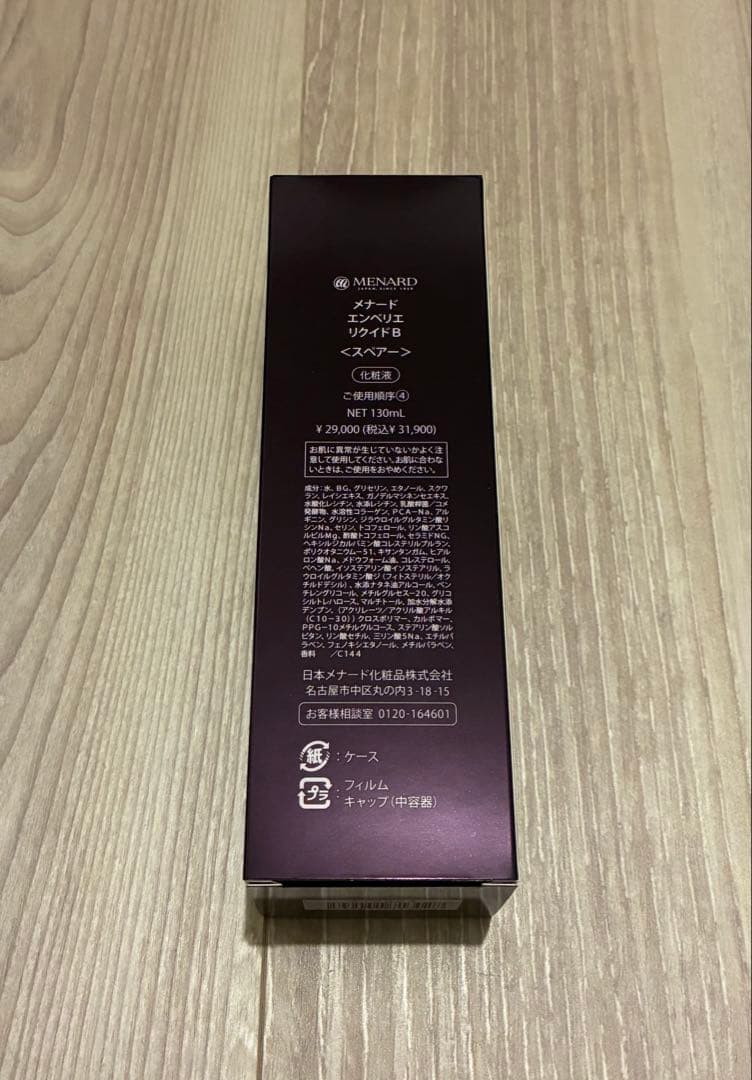 MENARD
JAPAN, SINCE 1959
メナード
エンベリエ
リクイドB
＜スペアー＞
化粧液
ご使用順序④
NET 130mL
¥ 29,000 (税込¥ 31,900)
お肌に異常が生じていないかよく注
意して使用してください。お肌に合わな
いときは、ご使用をおやめください。
成分：水、BG、グリセリン、エタノール、スクワ
ラン、レイシエキス、ガノデルマシネンセエキス、
水酸化レシチン、水添レシチン、乳酸桿菌／コメ
発酵物、水溶性コラーゲン、PCA-Na、アル
ギニン、グリシン、ジラウロイルグルタミン酸リ
シンNa、セリン、トコフェロール、リン酸アスコ
ルビルMg、酢酸トコフェロール、セラミドNG、
ヘキシルジカルバミン酸コレステリルプルラン、
ポリクオタニウム-51、キサンタンガム、ヒアル
ロン酸Na、メドウフォーム油、コレステロール、
ベヘン酸、イソステアリン酸イソステアリル、ラ
ウロイルグルタミン酸ジ（フィトステリル／オク
チルドデシル）、水添ナタネ油アルコール、ペン
チレングリコール、メチルグルセス-20、グリコ
シルトレハロース、マルチトール、加水分解水添
デンプン、（アクリレーツ／アクリル酸アルキル
（C10-30））クロスポリマー、カルボマー、
PPG-10メチルグルコース、ステアリン酸ソル
ビタン、リン酸セチル、三リン酸5Na、エチルパ
ラベン、フェノキシエタノール、メチルパラベン、
香料　／C144
日本メナード化粧品株式会社
名古屋市中区丸の内3-18-15
お客様相談室 0120-164601
紙：ケース
プラ：フィルム
キャップ（中容器）